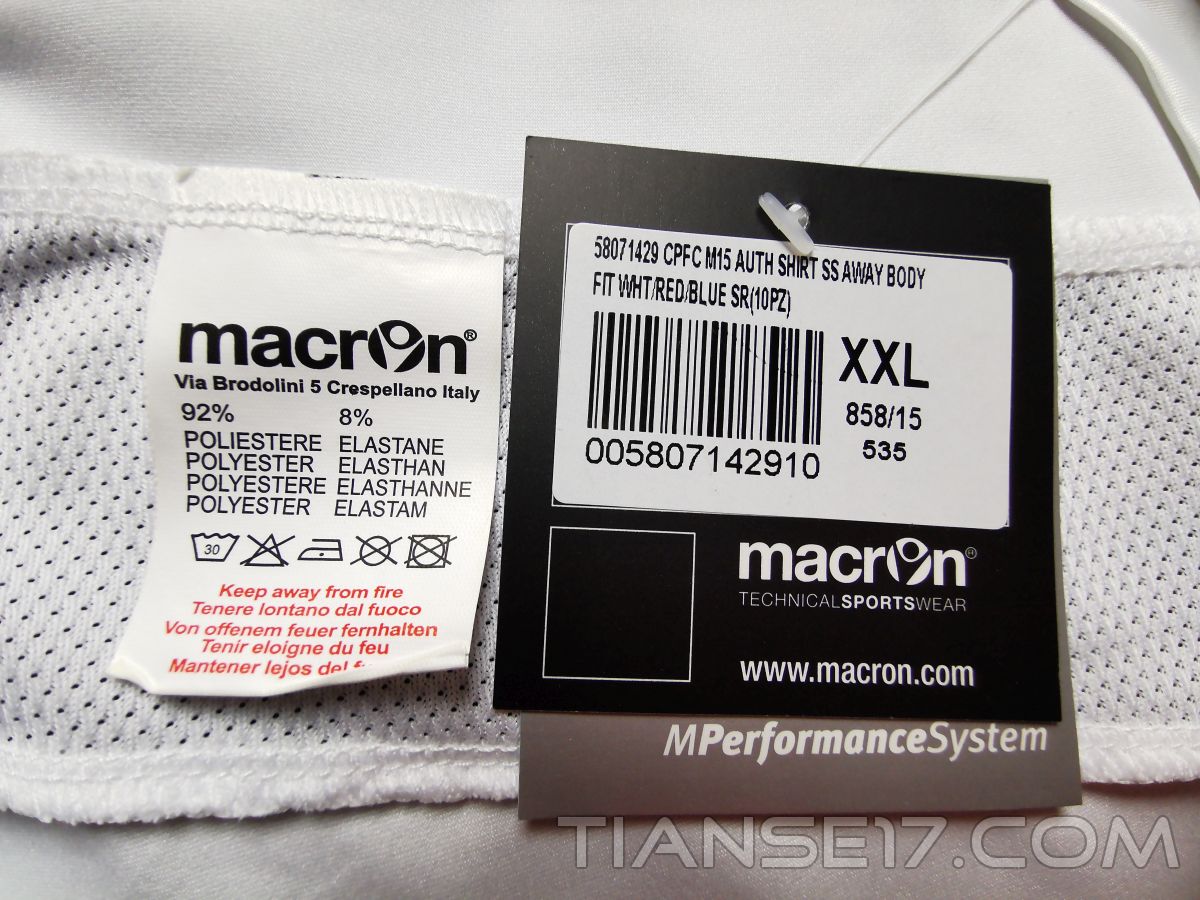 macron®
Via Brodolini 5 Crespellano Italy
92% 8%
POLIESTERE ELASTANE
POLYESTER ELASTHAN
POLYESTERE ELASTHANNE
POLYESTER ELASTAM
30
Keep away from fire
Tenere lontano dal fuoco
Von offenem feuer fernhalten
Tenir eloigne du feu
Mantener lejos del
58071429 CPFC M15 AUTH SHIRT SS AWAY BODY
FIT WHT/RED/BLUE SR(10PZ)
XXL
858/15
535
005807142910
macron®
TECHNICALSPORTSWEAR
www.macron.com
MPerformanceSystem
TIANSE17.COM